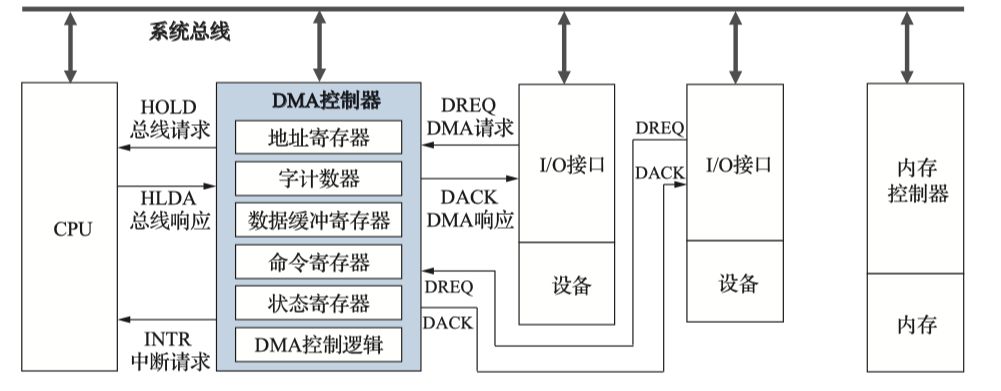 系统总线
CPU
HOLD
总线请求
HLDA
总线响应
INTR
中断请求
DMA控制器
地址寄存器
字计数器
数据缓冲寄存器
命令寄存器
状态寄存器
DMA控制逻辑
DREQ
DMA请求
DACK
DMA响应
DREQ
DACK
I/O接口
设备
DREQ
DACK
I/O接口
设备
内存
控制器
内存